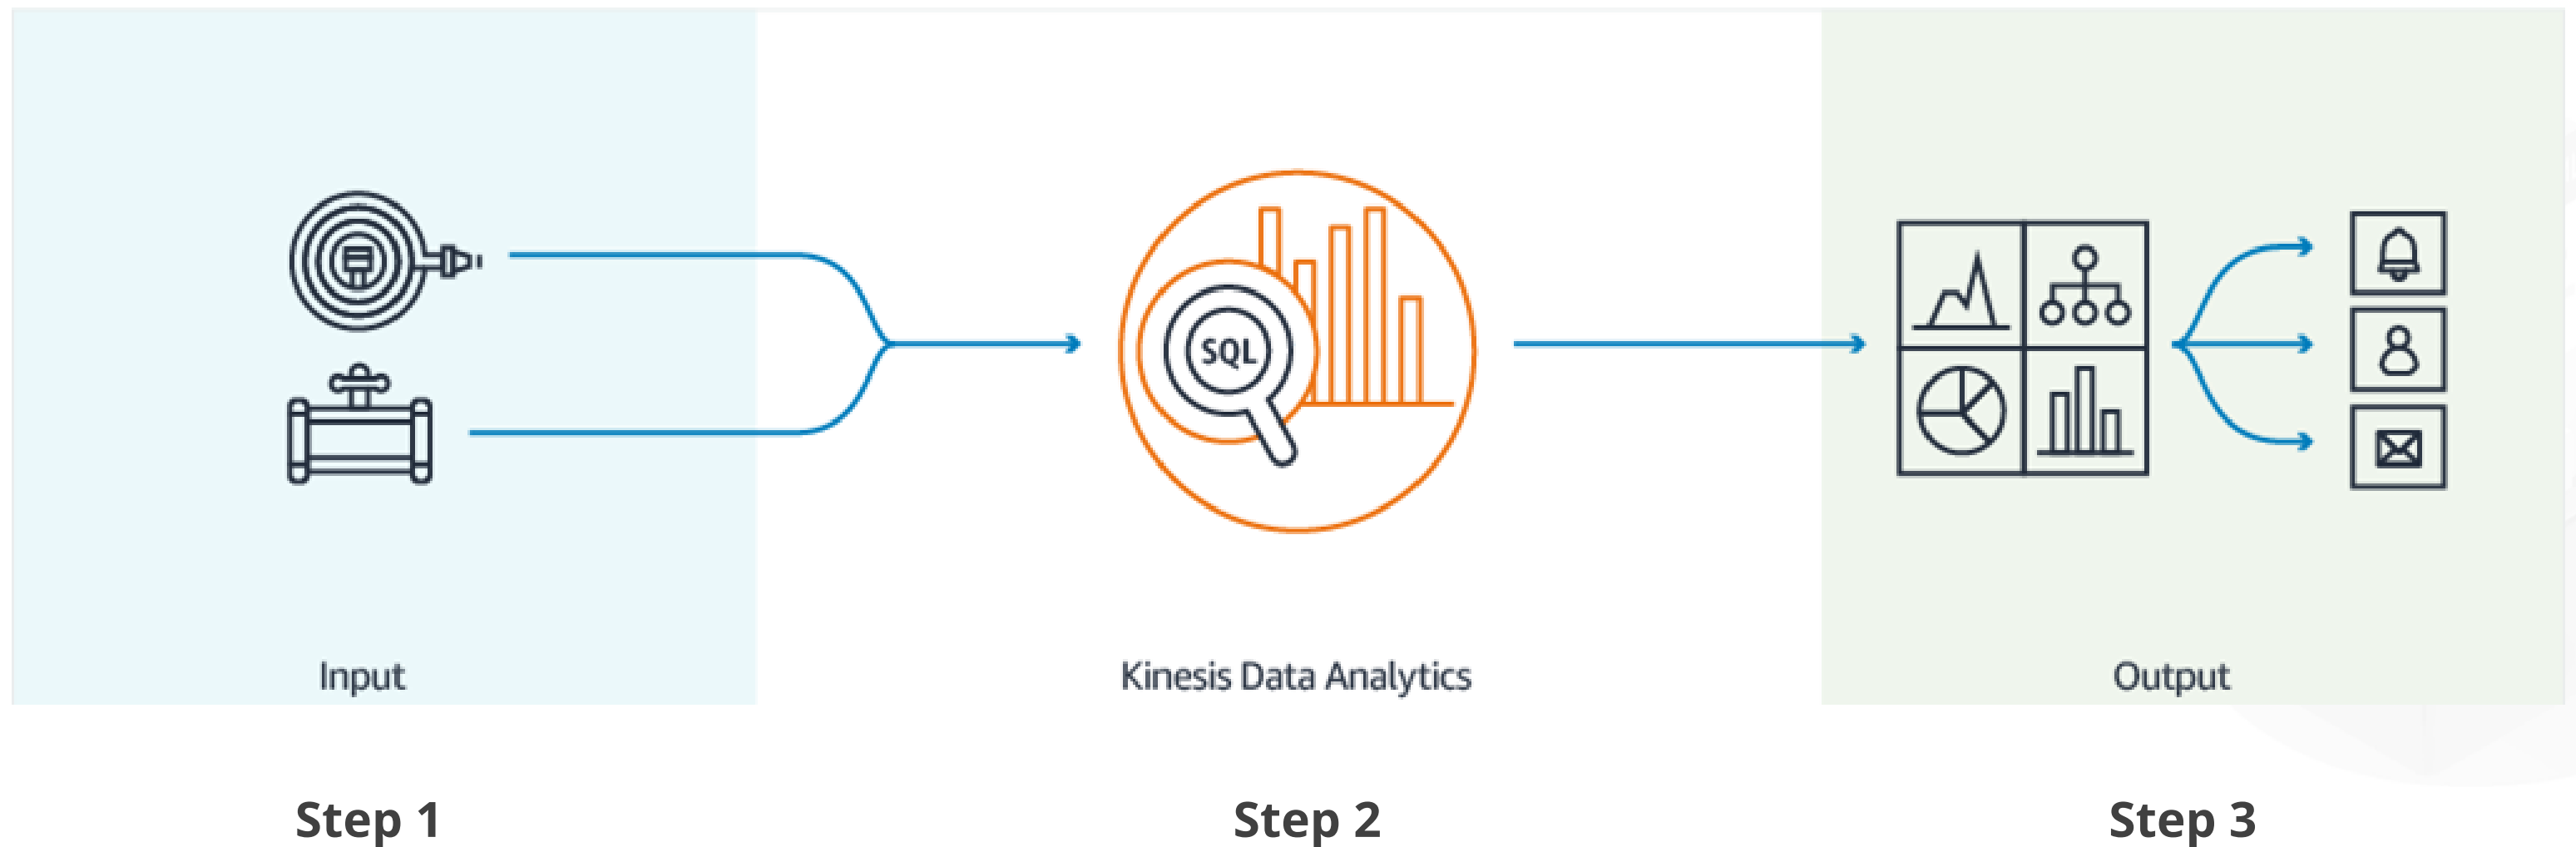 SQL
Input
Kinesis Data Analytics
Output
Step 1
Step 2
Step 3